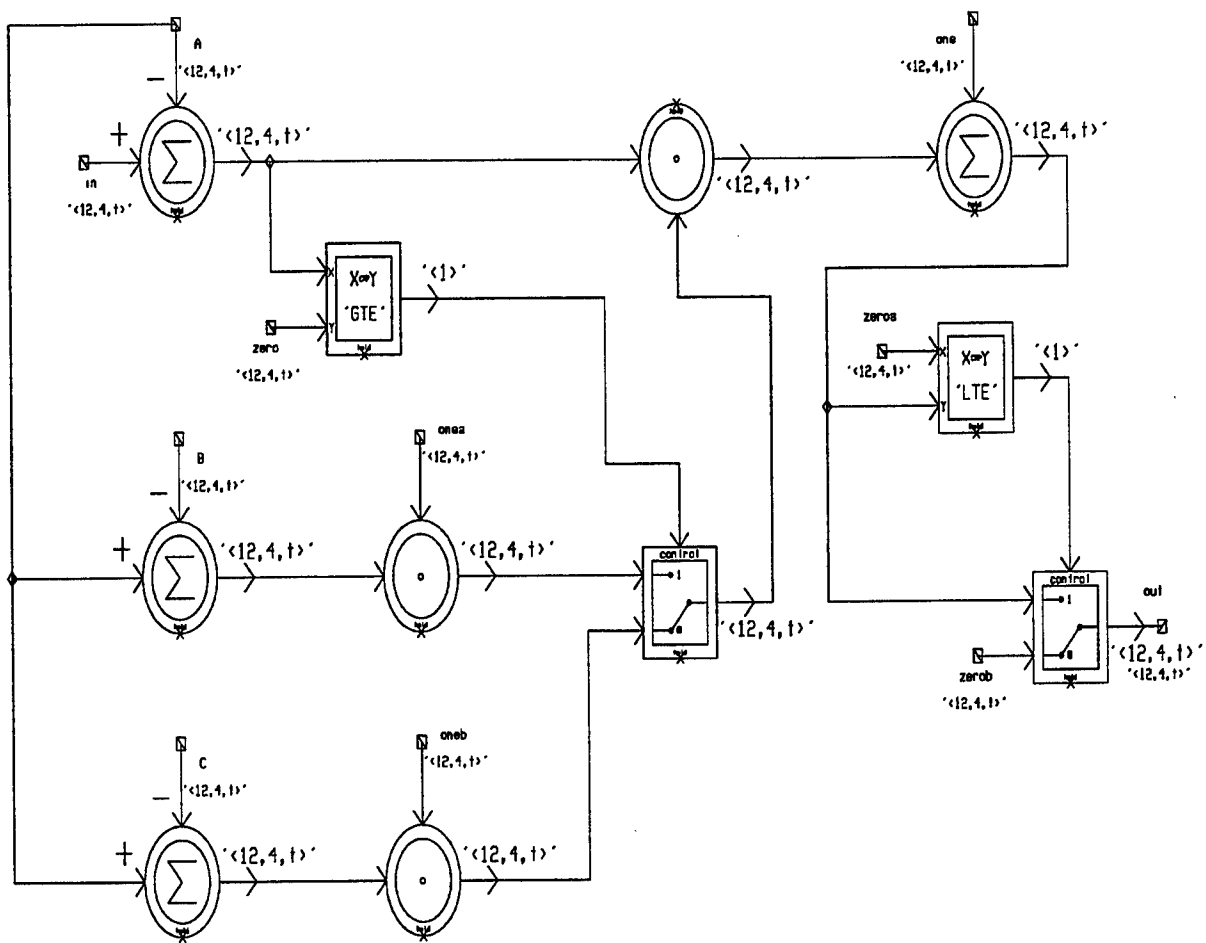 A
'<12,4,t>'
one
'<12,4,t>'
−
+
Σ
'<12,4,t>'
in
'<12,4,t>'
'<12,4,t>'
Σ
'<12,4,t>'
X
Y
X∞Y
'GTE'
'<1>'
zero
'<12,4,t>'
zeroa
'<12,4,t>'
X
Y
X∞Y
'LTE'
'<1>'
B
'<12,4,t>'
onea
'<12,4,t>'
−
+
Σ
'<12,4,t>'
'<12,4,t>'
control
1
0
'<12,4,t>'
control
1
0
out
'<12,4,t>'
'<12,4,t>'
zerob
'<12,4,t>'
C
'<12,4,t>'
oneb
'<12,4,t>'
−
+
Σ
'<12,4,t>'
'<12,4,t>'